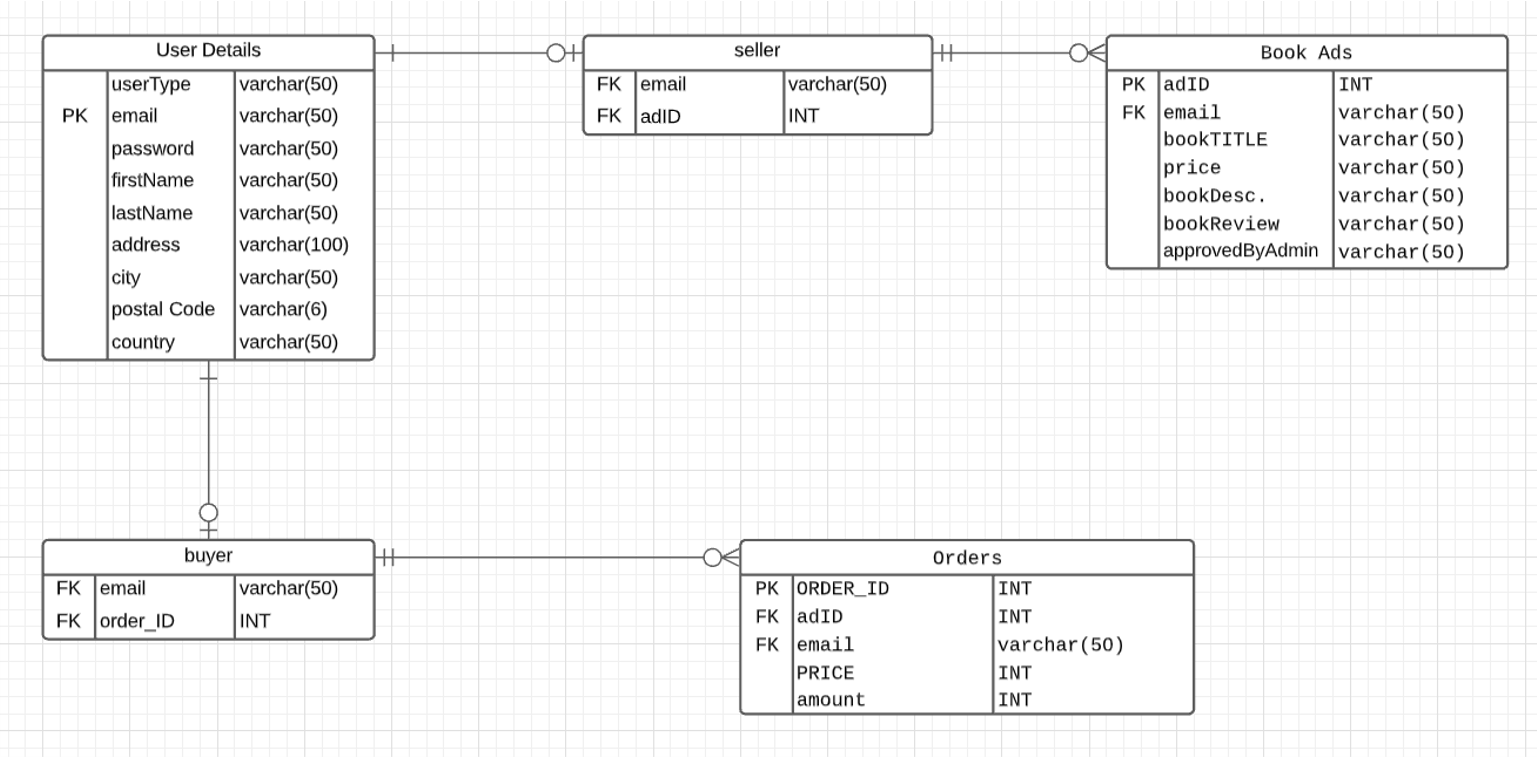 User Details
userType varchar(50)
PK email varchar(50)
password varchar(50)
firstName varchar(50)
lastName varchar(50)
address varchar(100)
city varchar(50)
postal Code varchar(6)
country varchar(50)
seller
FK email varchar(50)
FK adID INT
Book Ads
PK adID INT
FK email varchar(50)
bookTITLE varchar(50)
price varchar(50)
bookDesc. varchar(50)
bookReview varchar(50)
approvedByAdmin varchar(50)
buyer
FK email varchar(50)
FK order_ID INT
Orders
PK ORDER_ID INT
FK adID INT
FK email varchar(50)
PRICE INT
amount INT